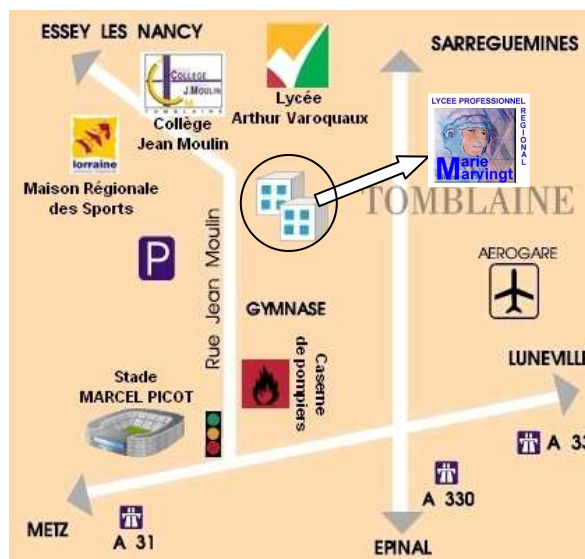 ESSEY LES NANCY
SARREGUEMINES
COLLEGE
J.MOULIN
TOMBLAINE
Collège
Jean Moulin
Lycée
Arthur Varoquaux
LYCEE PROFESSIONNEL
REGIONAL
Marie
Marvingt
lorraine
Maison Régionale
des Sports
TOMBLAINE
P
Rue Jean Moulin
AEROGARE
GYMNASE
Caserne
de pompiers
LUNEVILLE
Stade
MARCEL PICOT
A 33
A 330
METZ
A 31
EPINAL